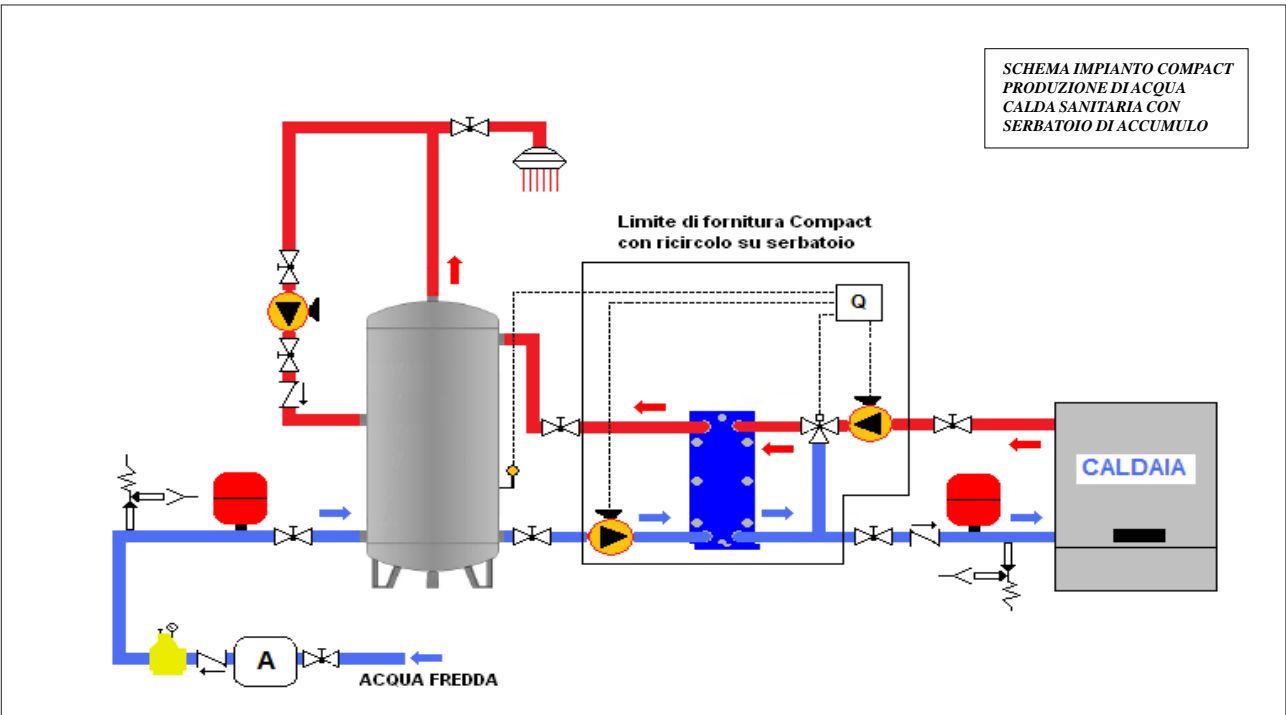 SCHEMA IMPIANTO COMPACT
PRODUZIONE DI ACQUA
CALDA SANITARIA CON
SERBATOIO DI ACCUMULO
Limite di fornitura Compact
con ricircolo su serbatoio
Q
CALDAIA
A
ACQUA FREDDA